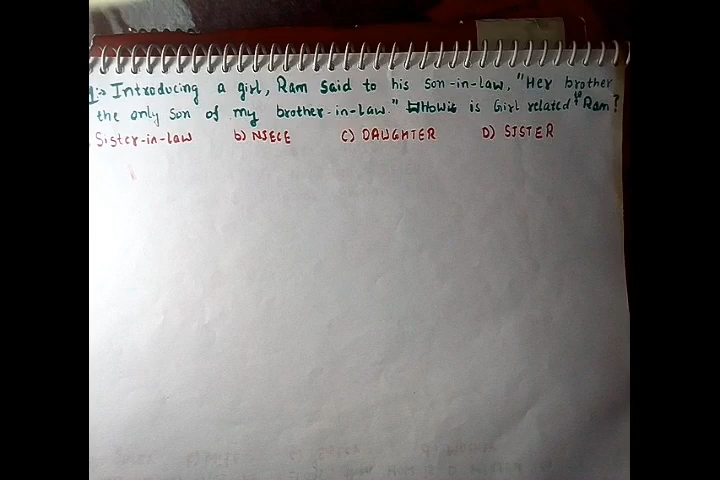 1:→ Introducing a girl, Ram said to his son-in-law, "Her brother
the only son of my brother-in-law." How is Girl related to Ram?
Sister-in-law b) NIECE C) DAUGHTER D) SISTER